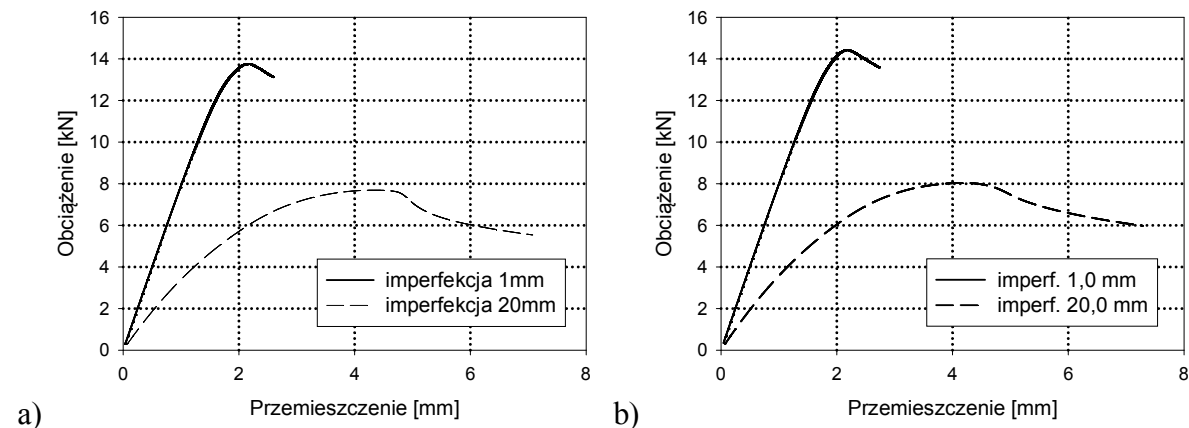 16
14
12
10
8
6
4
2
0
Obciążenie [kN]
0 2 4 6 8
Przemieszczenie [mm]
imperfekcja 1mm
imperfekcja 20mm
a)
16
14
12
10
8
6
4
2
0
Obciążenie [kN]
0 2 4 6 8
Przemieszczenie [mm]
imperf. 1,0 mm
imperf. 20,0 mm
b)